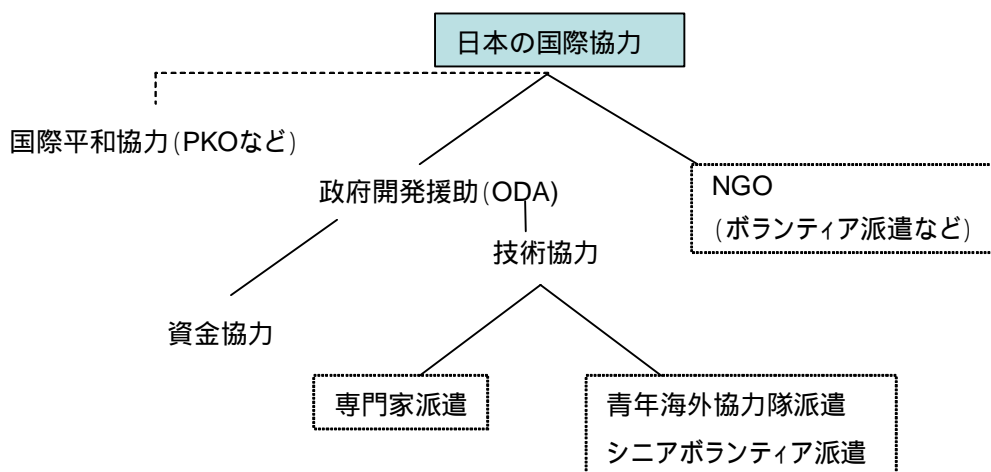 日本の国際協力
国際平和協力(PKOなど)
政府開発援助(ODA)
NGO
(ボランティア派遣など)
技術協力
資金協力
専門家派遣
青年海外協力隊派遣
シニアボランティア派遣